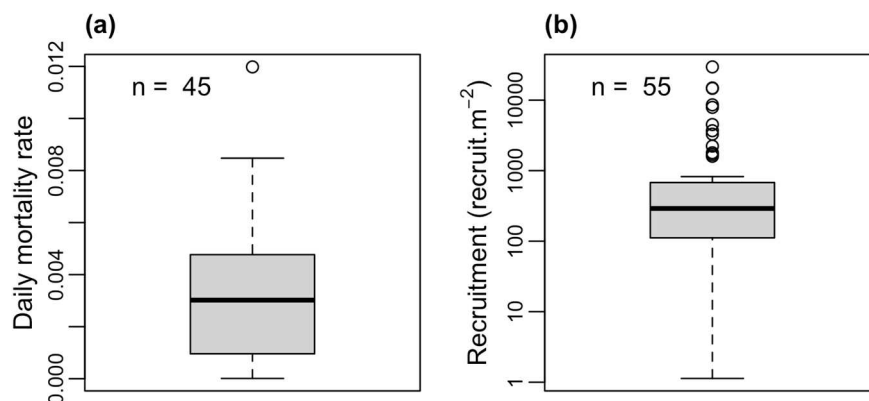 (a)
Daily mortality rate
0.012
0.008
0.004
0.000
n = 45
(b)
Recruitment (recruit.m⁻²)
10000
1000
100
10
1
n = 55